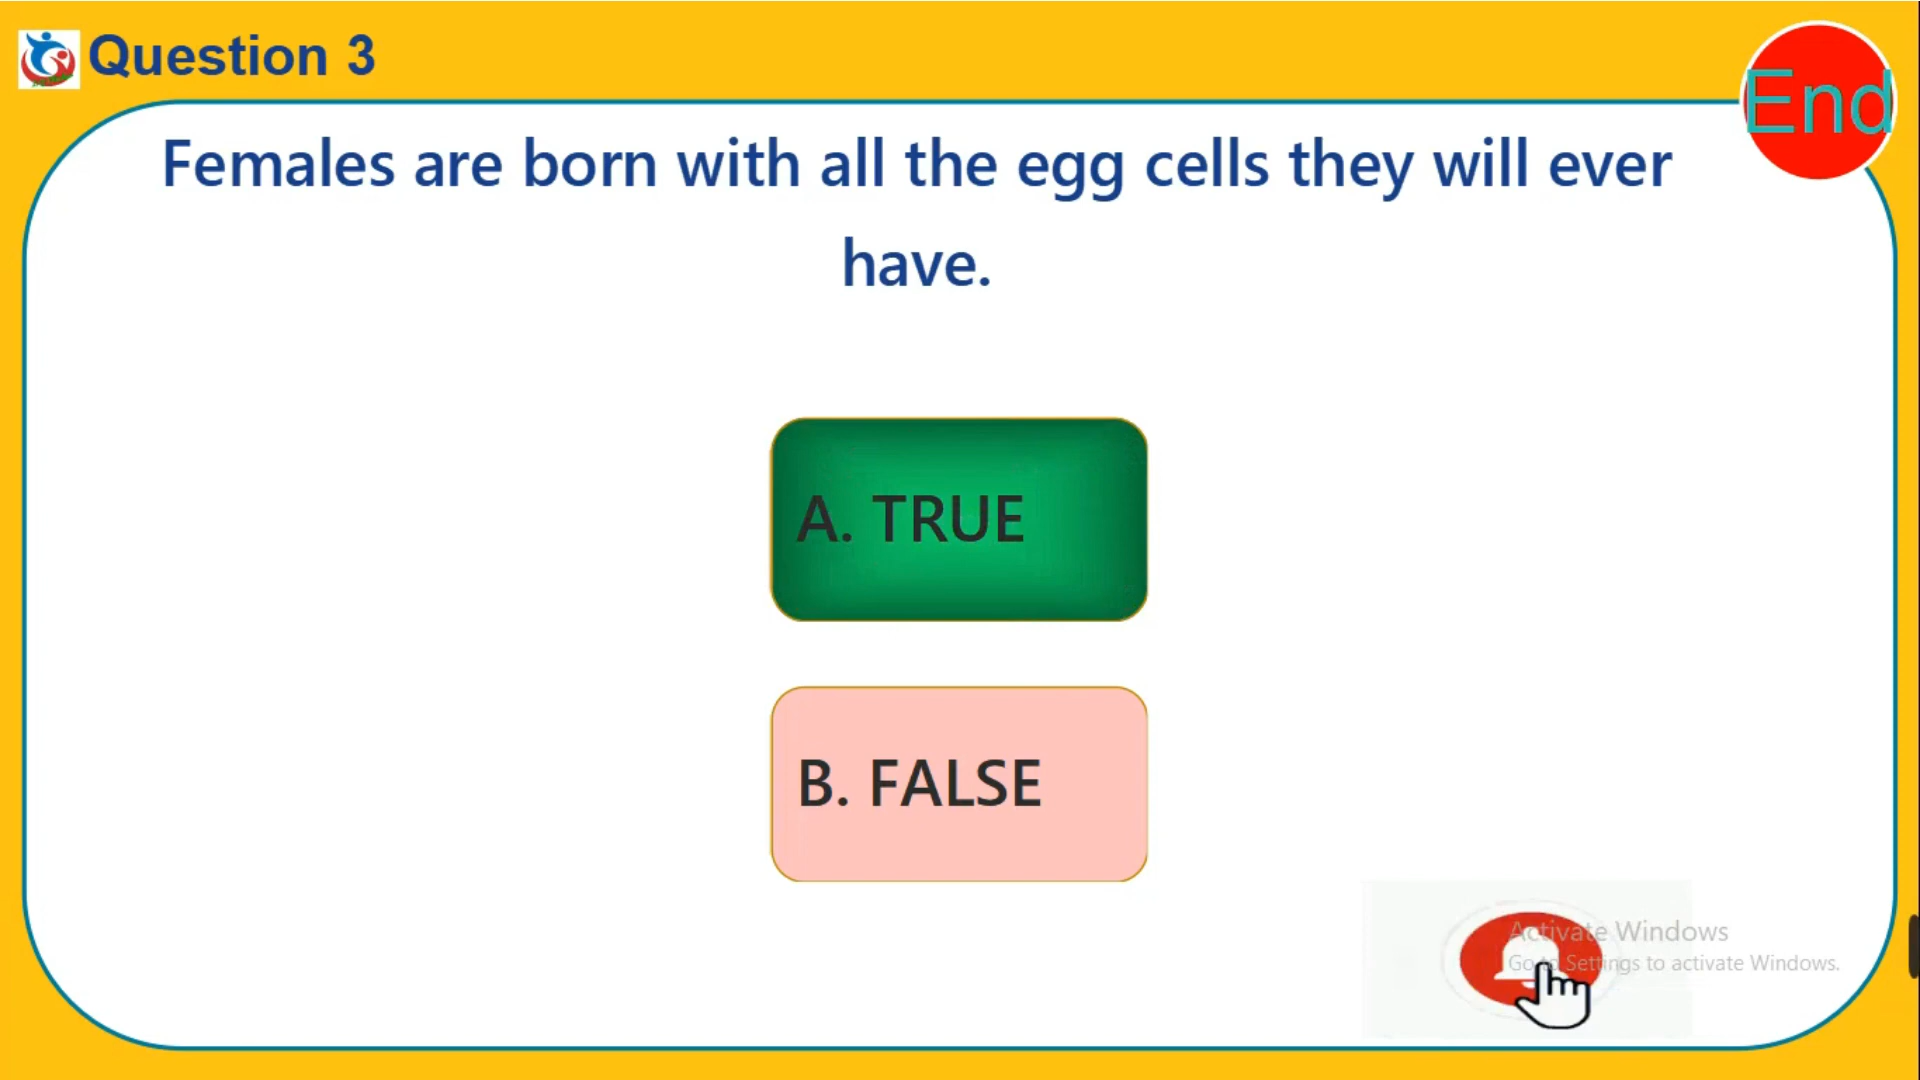 Question 3
End
Females are born with all the egg cells they will ever
have.
A. TRUE
B. FALSE
Activate Windows
Go to Settings to activate Windows.